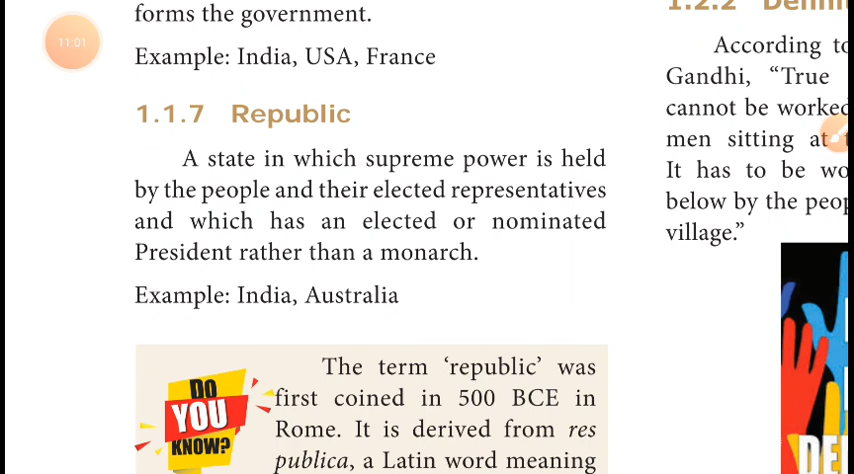 forms the government.
Example: India, USA, France
1.1.7 Republic
A state in which supreme power is held
by the people and their elected representatives
and which has an elected or nominated
President rather than a monarch.
Example: India, Australia
DO
YOU
KNOW?
The term ‘republic’ was
first coined in 500 BCE in
Rome. It is derived from res
publica, a Latin word meaning
1.2.2
According to
Gandhi, “True
cannot be worked
men sitting at
It has to be
below by the
village.”
11:01